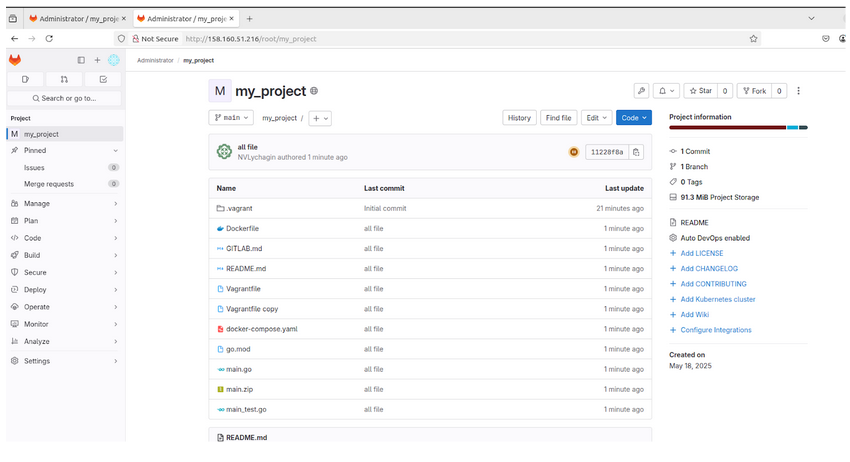 Administrator / my_proje
Administrator / my_proje
Not Secure http://158.160.51.216/root/my_project
Search or go to...
Project
M my_project
Pinned
Issues 0
Merge requests 0
Manage
Plan
Code
Build
Secure
Deploy
Operate
Monitor
Analyze
Settings
Administrator / my_project
M my_project
Star 0 Fork 0
main my_project / + History Find file Edit Code
all file
NVLychagin authored 1 minute ago 11228f8a
Name Last commit Last update
.vagrant Initial commit 21 minutes ago
Dockerfile all file 1 minute ago
GITLAB.md all file 1 minute ago
README.md all file 1 minute ago
Vagrantfile all file 1 minute ago
Vagrantfile copy all file 1 minute ago
docker-compose.yaml all file 1 minute ago
go.mod all file 1 minute ago
main.go all file 1 minute ago
main.zip all file 1 minute ago
main_test.go all file 1 minute ago
README.md
Project information
1 Commit
1 Branch
0 Tags
91.3 MiB Project Storage
README
Auto DevOps enabled
+ Add LICENSE
+ Add CHANGELOG
+ Add CONTRIBUTING
+ Add Kubernetes cluster
+ Add Wiki
+ Configure Integrations
Created on
May 18, 2025